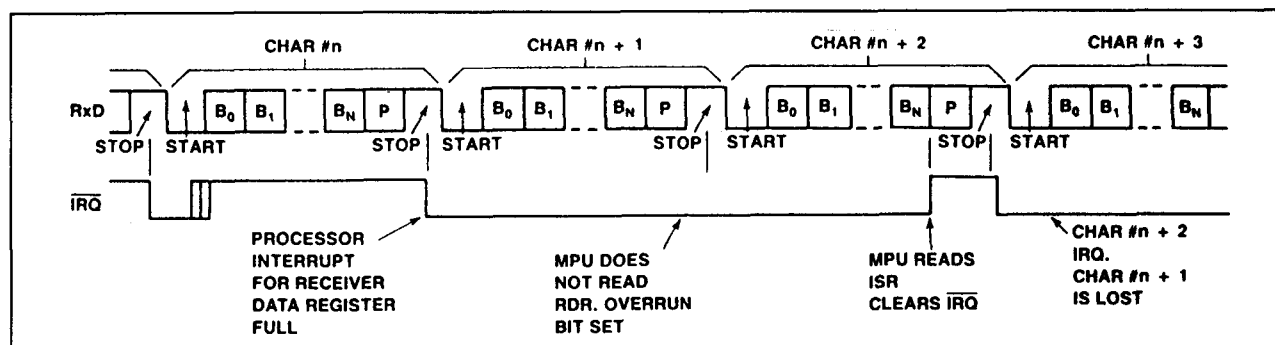 CHAR #n CHAR #n + 1 CHAR #n + 2 CHAR #n + 3
RxD B0 B1 BN P B0 B1 BN P B0 B1 BN P B0 B1 BN
STOP START STOP START STOP START STOP START
IRQ
PROCESSOR
INTERRUPT
FOR RECEIVER
DATA REGISTER
FULL
MPU DOES
NOT READ
RDR. OVERRUN
BIT SET
MPU READS
ISR
CLEARS IRQ
CHAR #n + 2
IRQ.
CHAR #n + 1
IS LOST